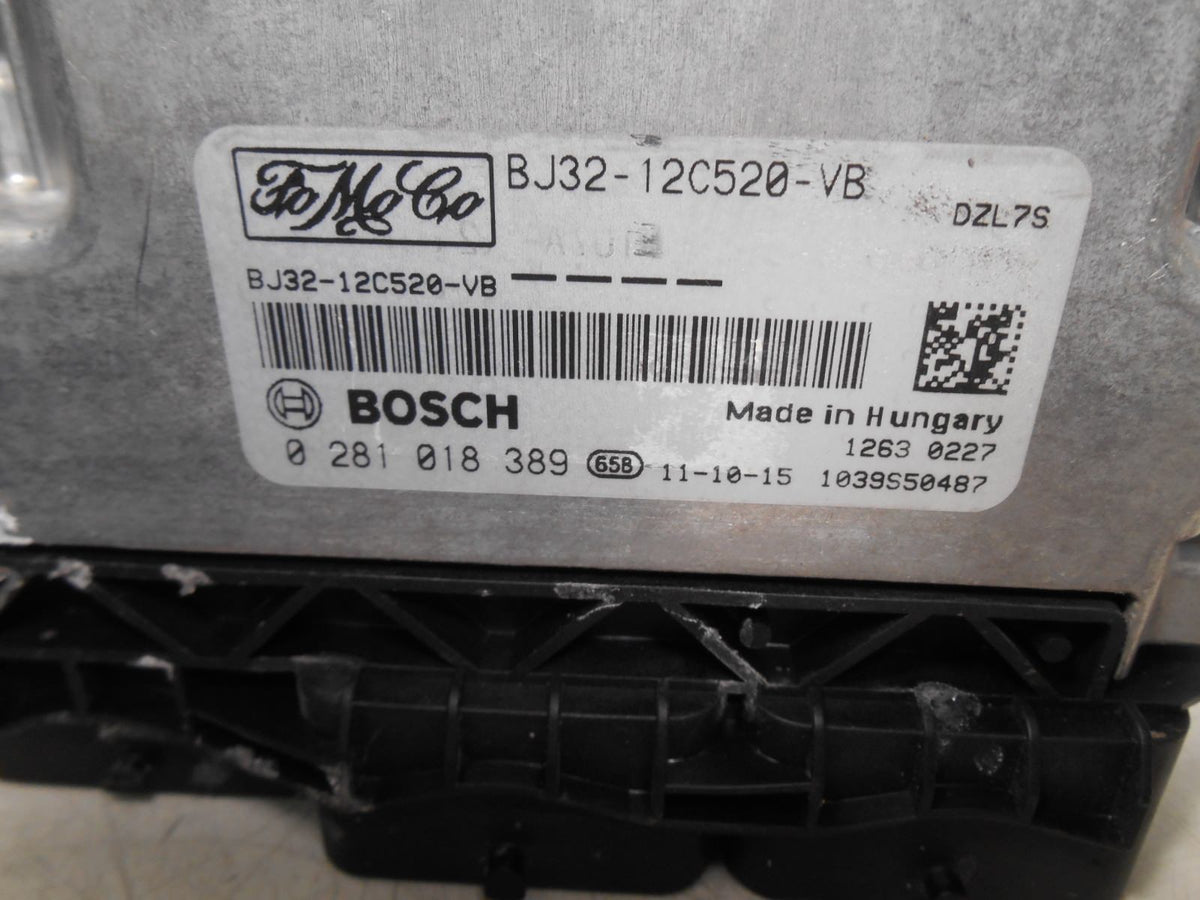 FoMoCo BJ32-12C520-VB
DZL7S
BJ32-12C520-VB — — — —
BOSCH Made in Hungary
1263 0227
0 281 018 389 65B 11-10-15 1039S50487